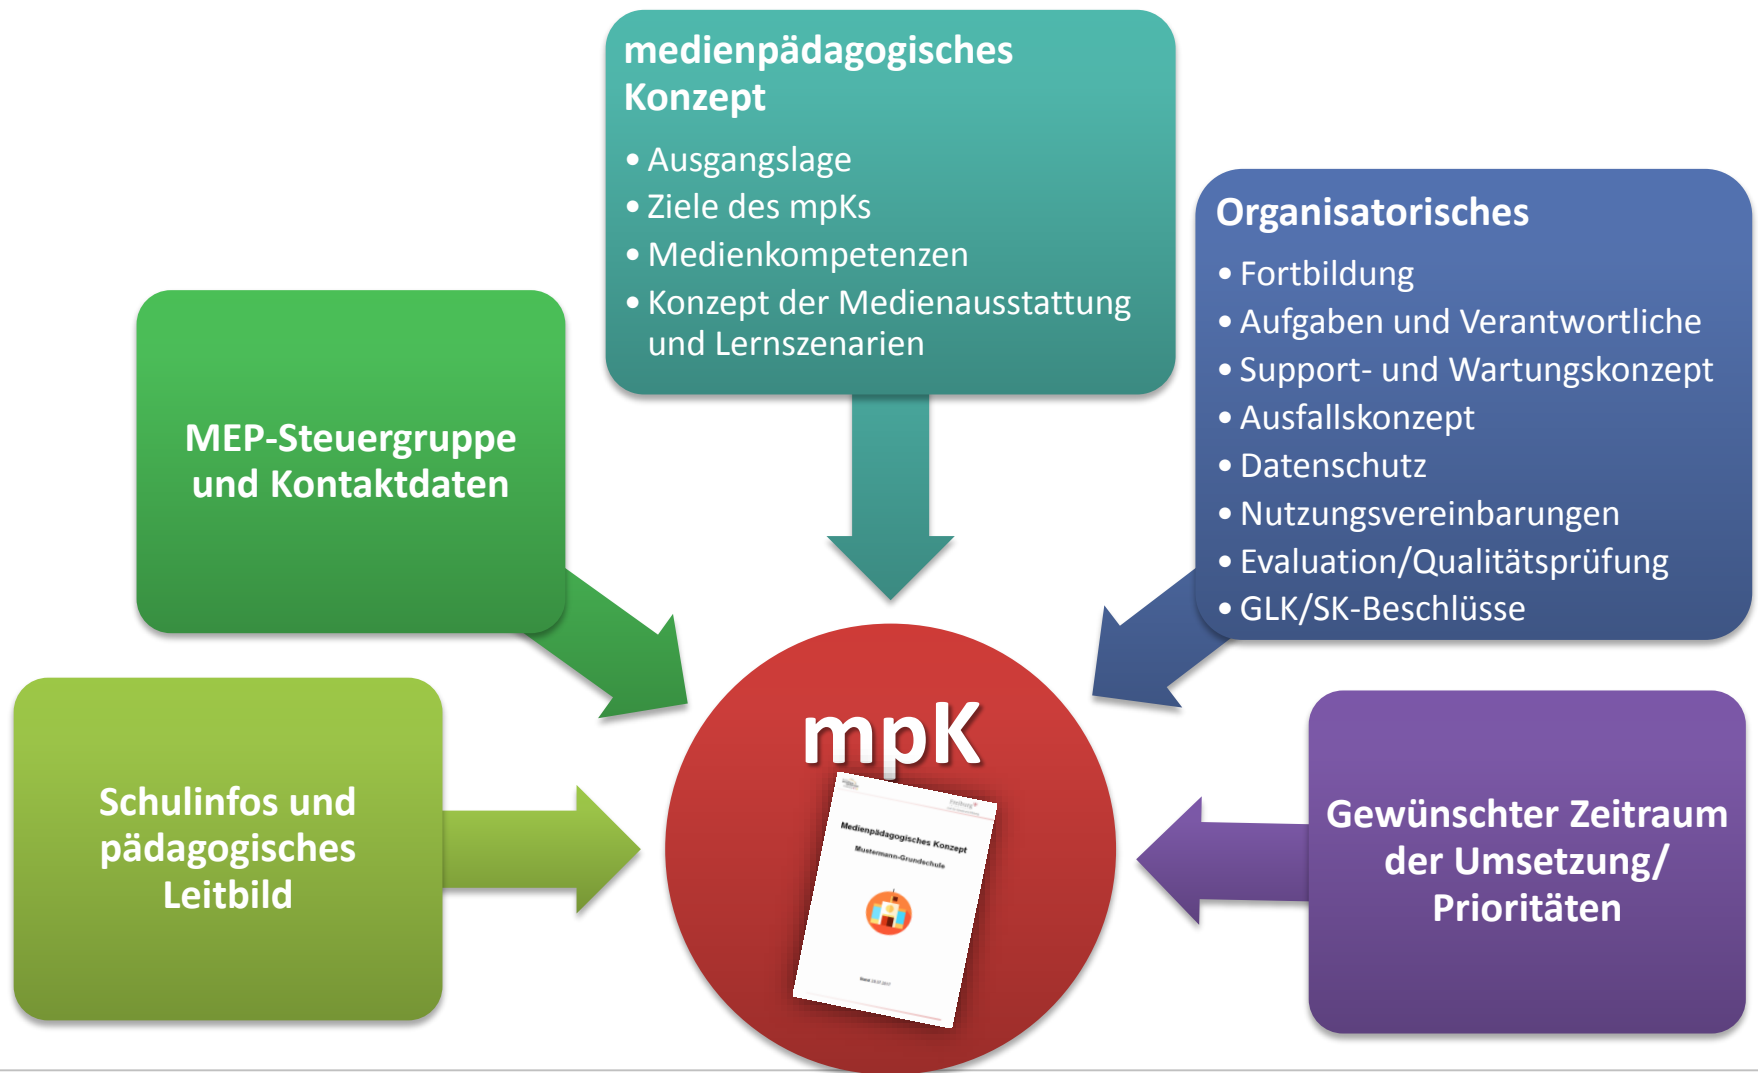 medienpädagogisches
Konzept
• Ausgangslage
• Ziele des mpKs
• Medienkompetenzen
• Konzept der Medienausstattung
und Lernszenarien
Organisatorisches
• Fortbildung
• Aufgaben und Verantwortliche
• Support- und Wartungskonzept
• Ausfallskonzept
• Datenschutz
• Nutzungsvereinbarungen
• Evaluation/Qualitätsprüfung
• GLK/SK-Beschlüsse
MEP-Steuergruppe
und Kontaktdaten
Schulinfos und
pädagogisches
Leitbild
mpK
Medienpädagogisches Konzept
Mustermann-Grundschule
Gewünschter Zeitraum
der Umsetzung/
Prioritäten